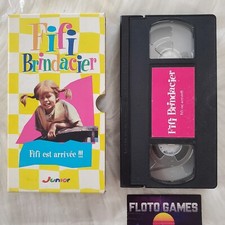 Fifi
Brindacier
Fifi est arrivée !!!
Junior
Fifi Brindacier
FLOTO GAMES